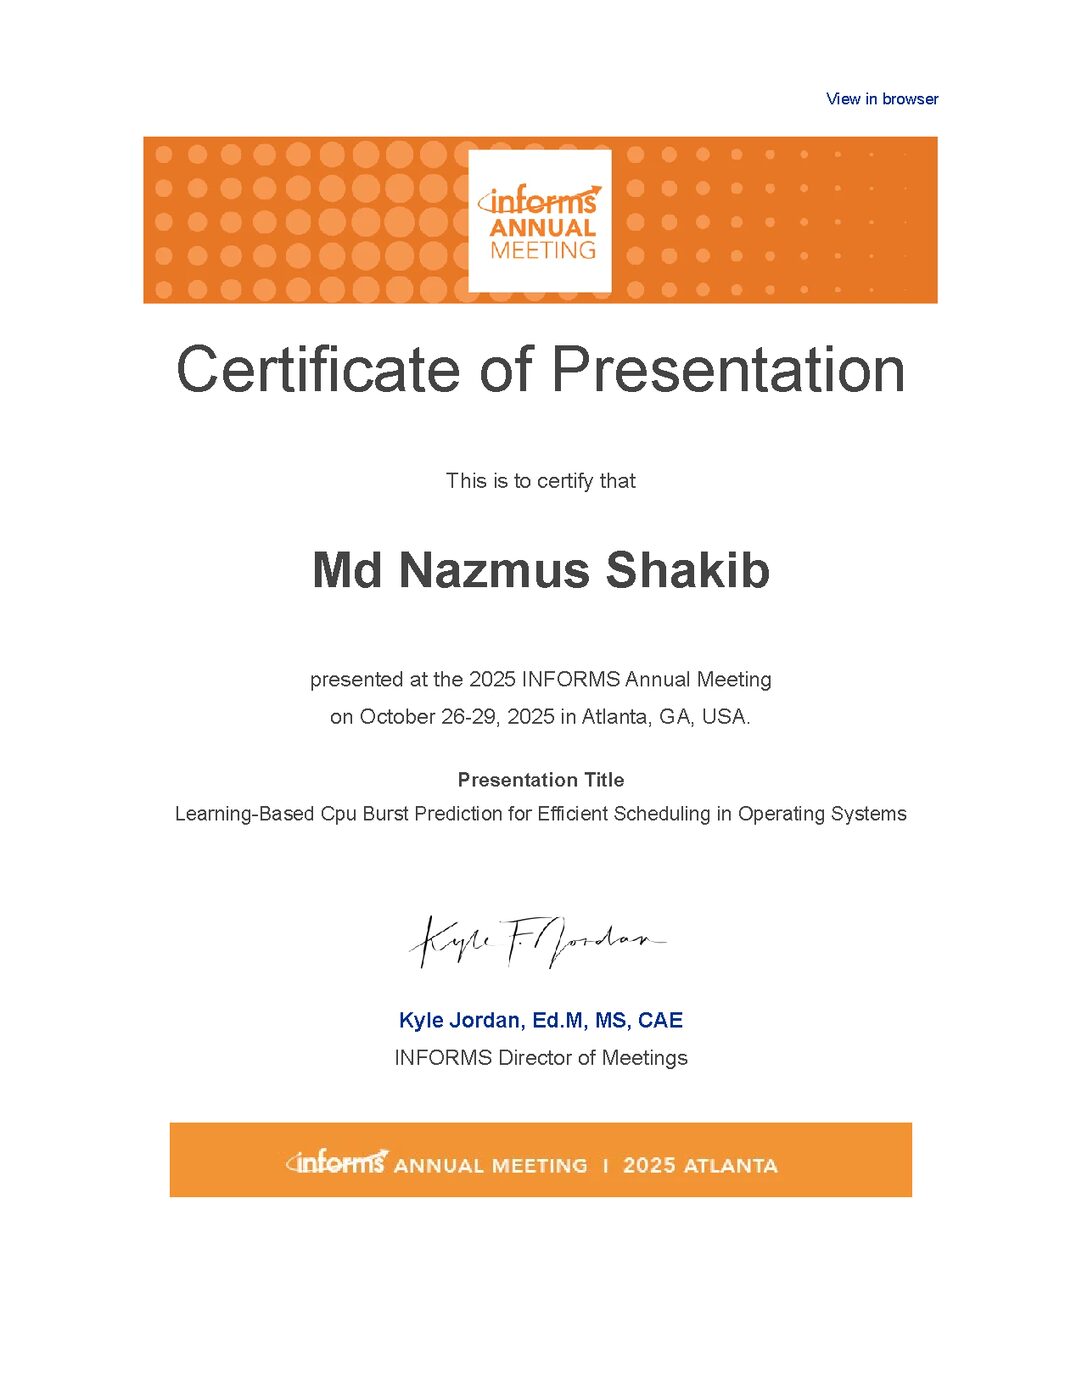 View in browser
informs
ANNUAL
MEETING
Certificate of Presentation
This is to certify that
Md Nazmus Shakib
presented at the 2025 INFORMS Annual Meeting
on October 26-29, 2025 in Atlanta, GA, USA.
Presentation Title
Learning-Based Cpu Burst Prediction for Efficient Scheduling in Operating Systems
Kyle F. Jordan
Kyle Jordan, Ed.M, MS, CAE
INFORMS Director of Meetings
informs ANNUAL MEETING | 2025 ATLANTA